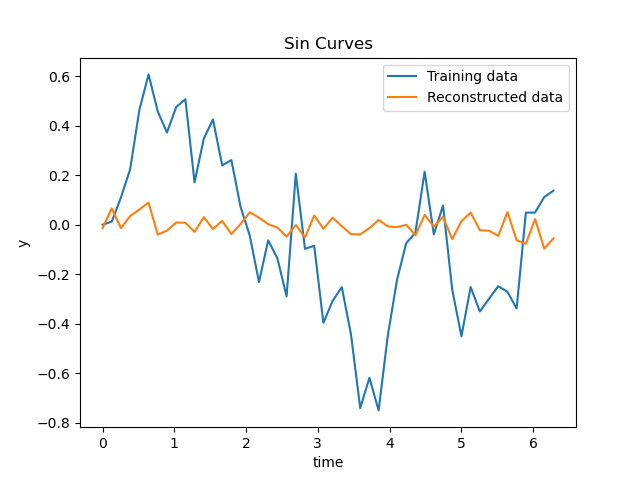 Sin Curves
Training data
Reconstructed data
y
0.6
0.4
0.2
0.0
−0.2
−0.4
−0.6
−0.8
0 1 2 3 4 5 6
time